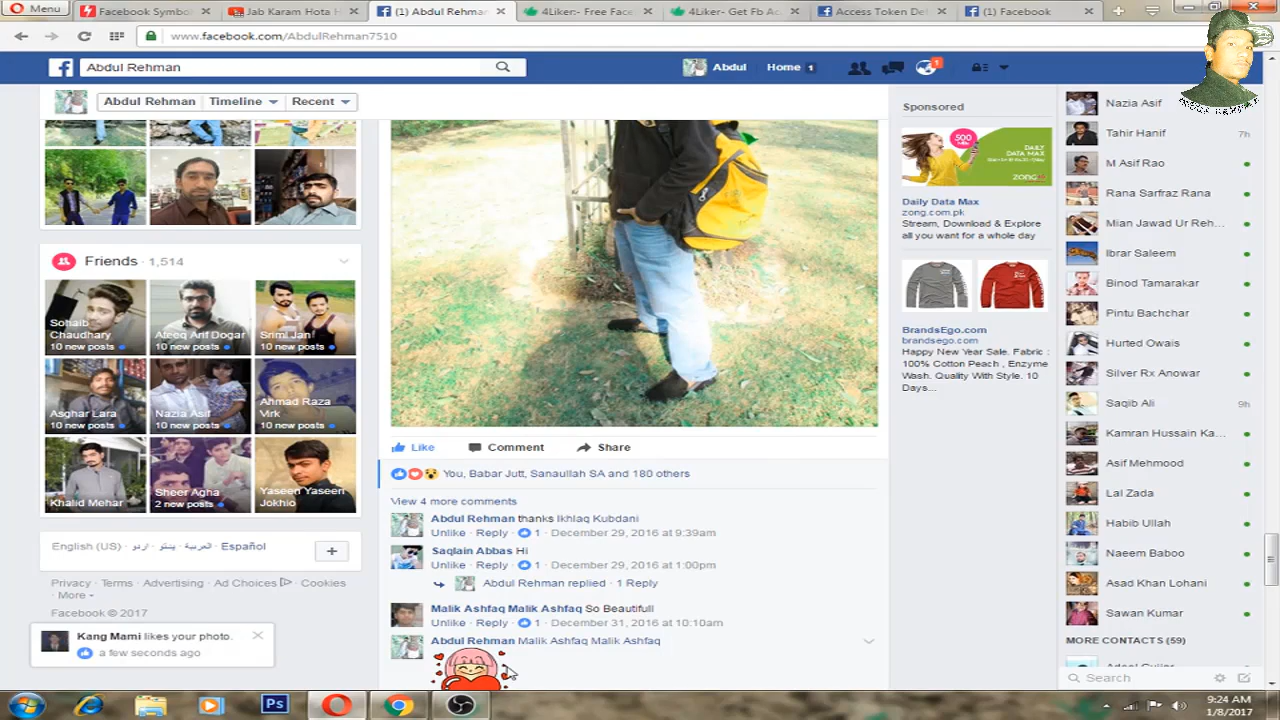 Menu
Facebook Symbo
Jab Karam Hota H
(1) Abdul Rehma
4Liker:- Free Face
4Liker- Get Fb Ac
Access Token De
(1) Facebook
www.facebook.com/AbdulRehman7510
Abdul Rehman
Abdul
Home 1
1
Abdul Rehman
Timeline
Recent
Friends · 1,514
Sohaib Chaudhary
10 new posts
Ateeq Arif Dogar
10 new posts
Srimi Jan
10 new posts
Asghar Lara
10 new posts
Nazia Asif
10 new posts
Ahmad Raza Virk
10 new posts
Khalid Mehar
Sheer Agha
2 new posts
Yaseen Yaseeri Jokhio
English (US) · اردو · پښتو · العربية · Español
Privacy · Terms · Advertising · Ad Choices · Cookies
· More
Facebook © 2017
Kang Mami likes your photo.
a few seconds ago
Like
Comment
Share
You, Babar Jutt, Sanaullah SA and 180 others
View 4 more comments
Abdul Rehman thanks Ikhlaq Kubdani
Unlike · Reply · 1 · December 29, 2016 at 9:39am
Saqlain Abbas Hi
Unlike · Reply · 1 · December 29, 2016 at 1:00pm
Abdul Rehman replied · 1 Reply
Malik Ashfaq Malik Ashfaq So Beautifull
Unlike · Reply · 1 · December 31, 2016 at 10:10am
Abdul Rehman Malik Ashfaq Malik Ashfaq
Sponsored
500
DAILY
DATA MAX
ZONG
Daily Data Max
zong.com.pk
Stream, Download & Explore
all you want for a whole day
BrandsEgo.com
brandsego.com
Happy New Year Sale. Fabric :
100% Cotton Peach , Enzyme
Wash. Quality With Style. 10
Days...
Nazia Asif
Tahir Hanif 7h
M Asif Rao
Rana Sarfraz Rana
Mian Jawad Ur Reh...
Ibrar Saleem
Binod Tamarakar
Pintu Bachchar
Hurted Owais
Silver Rx Anowar
Saqib Ali 9h
Kamran Hussain Ka...
Asif Mehmood
Lal Zada
Habib Ullah
Naeem Baboo
Asad Khan Lohani
Sawan Kumar
MORE CONTACTS (59)
Search
Ps
9:24 AM
1/8/2017